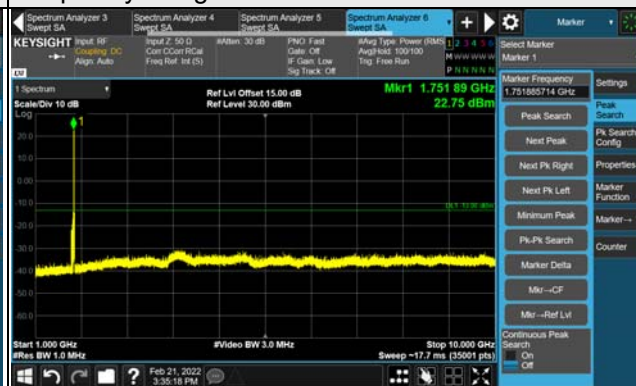 Spectrum Analyzer 3
Swept SA
Spectrum Analyzer 4
Swept SA
Spectrum Analyzer 5
Swept SA
Spectrum Analyzer 6
Swept SA
Marker
KEYSIGHT
Input: RF
Coupling: DC
Align: Auto
Input Z: 50 Ω
Corr CCorr RCal
Freq Ref: Int (S)
#Atten: 30 dB
PNO: Fast
Gate: Off
IF Gain: Low
Sig Track: Off
#Avg Type: Power (RMS
Avg|Hold: 100/100
Trig: Free Run
1 2 3 4 5 6
M W W W W W
P N N N N N
1 Spectrum
Scale/Div 10 dB
Log
Ref Lvl Offset 15.00 dB
Ref Level 30.00 dBm
Mkr1 1.751 89 GHz
22.75 dBm
1
20.0
10.0
0.00
-10.0
-20.0
-30.0
-40.0
-50.0
-60.0
Start 1.000 GHz
#Res BW 1.0 MHz
#Video BW 3.0 MHz
Stop 10.000 GHz
Sweep ~17.7 ms (35001 pts)
Feb 21, 2022
3:35:18 PM
Select Marker
Marker 1
Marker Frequency
1.751885714 GHz
Peak Search
Next Peak
Next Pk Right
Next Pk Left
Minimum Peak
Pk-Pk Search
Marker Delta
Mkr→CF
Mkr→Ref Lvl
Continuous Peak
Search
On
Off
Settings
Peak
Search
Pk Search
Config
Properties
Marker
Function
Marker→
Counter